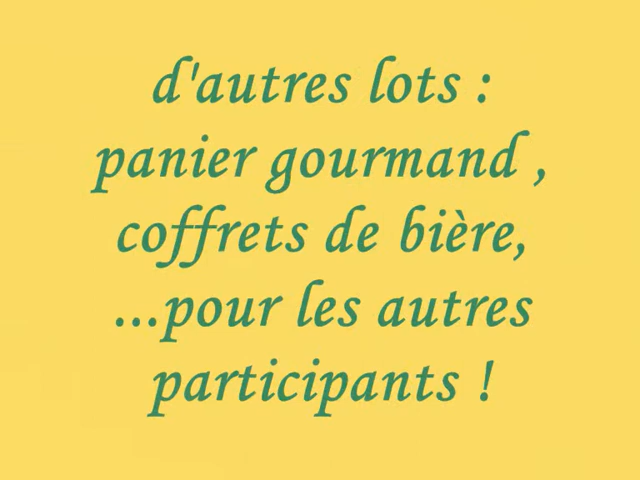 d'autres lots :
panier gourmand ,
coffrets de bière,
...pour les autres
participants !